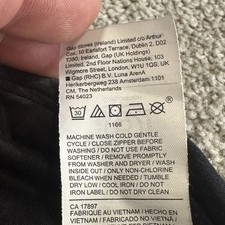 Gap Stores (Ireland) Limited c/o Arthur
Cox, 10 Earlsfort Terrace, Dublin 2, D02
T380, Ireland, Gap (UK Holdings)
Limited, 2nd Floor Nations House, 103
Wigmore Street, London, W1U 1QS, UK
Gap (RHC) B.V. Luna ArenA
Herikerbergweg 238 Amsterdam 1101
CM, The Netherlands
RN 54023
30
1166
MACHINE WASH COLD GENTLE
CYCLE / CLOSE ZIPPER BEFORE
WASHING / DO NOT USE FABRIC
SOFTENER / REMOVE PROMPTLY
FROM WASHER AND DRYER / WASH
INSIDE OUT / ONLY NON-CHLORINE
BLEACH WHEN NEEDED / TUMBLE
DRY LOW / COOL IRON / DO NOT
IRON LABEL / DO NOT DRY CLEAN
CA 17897
FABRIQUÉ AU VIETNAM / HECHO EN
VIETNAM